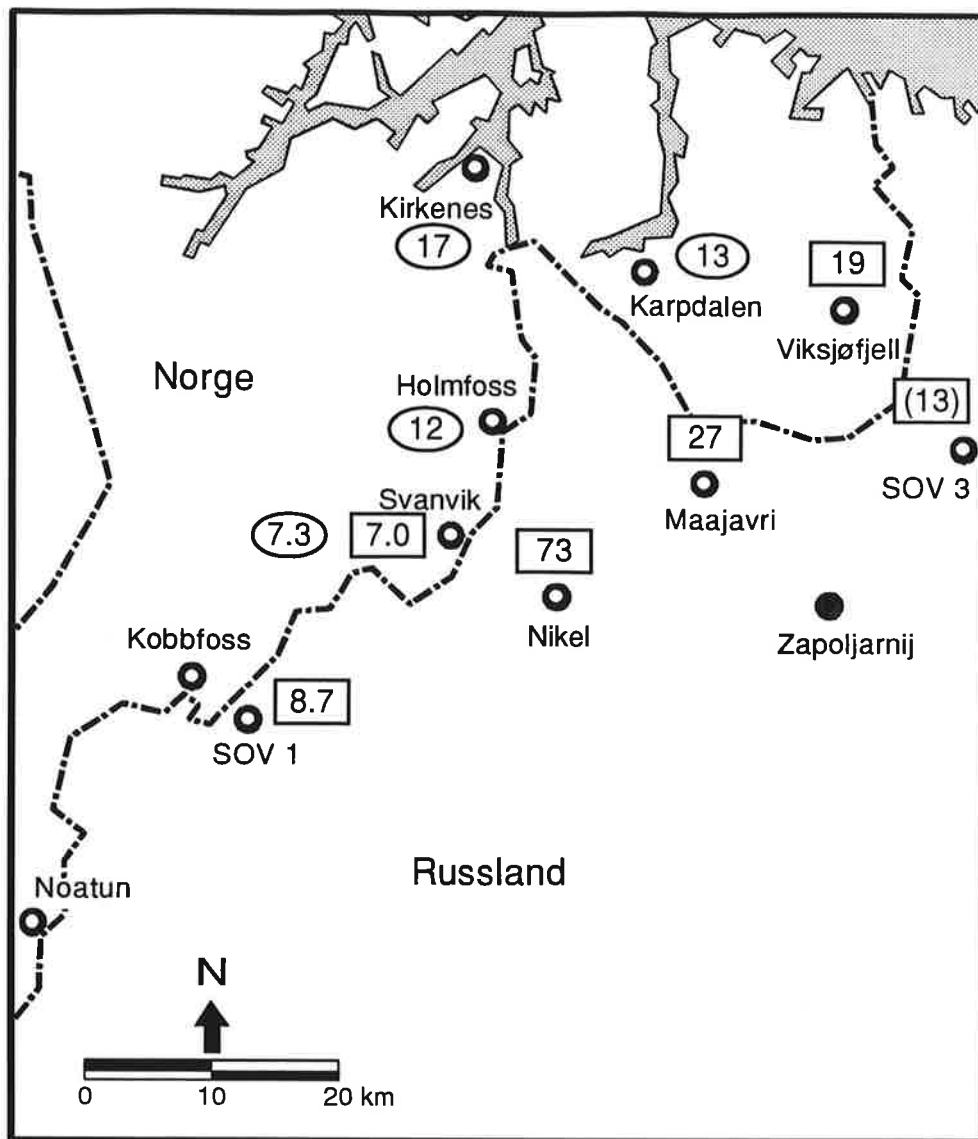 Kirkenes
17
13
Karpdalen
19
Viksjøfjell
Norge
Holmfoss
12
(13)
SOV 3
27
Maajavri
Svanvik
7.3
7.0
73
Nikel
Zapoljarnij
Kobbfoss
8.7
SOV 1
Russland
Noatun
N
0 10 20 km